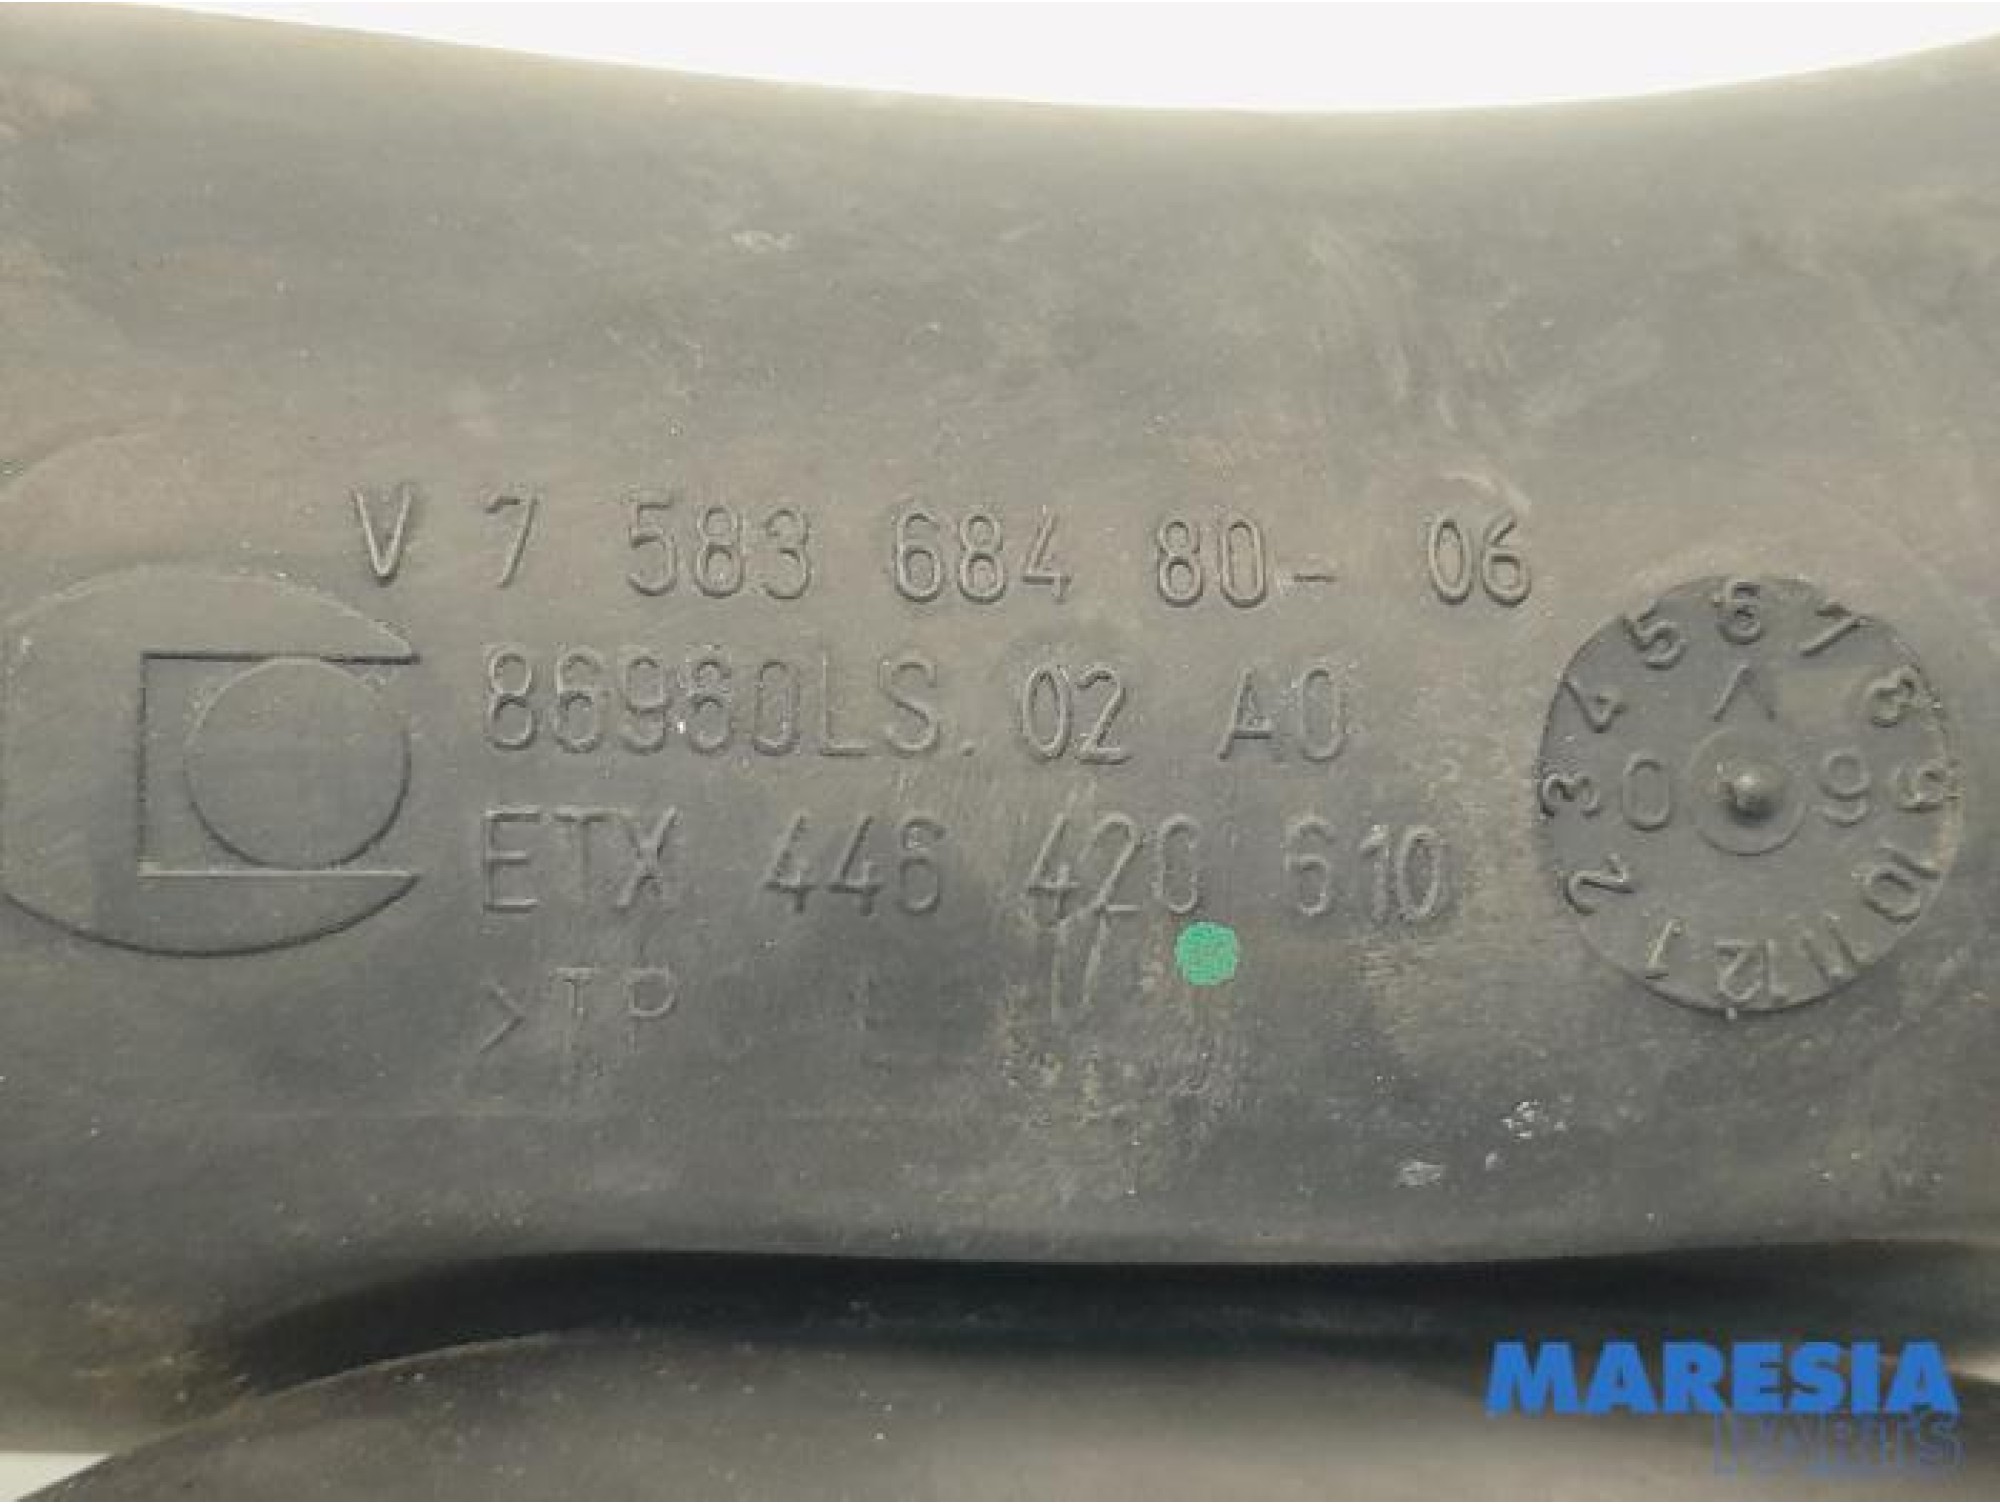 V 7 583 684 80-06
86960LS.02 A0
ETX 446 420 610
>TP
5 6 7 8 9 10 11 12 1 2 3 4
0 9
MARESIA
PARTS